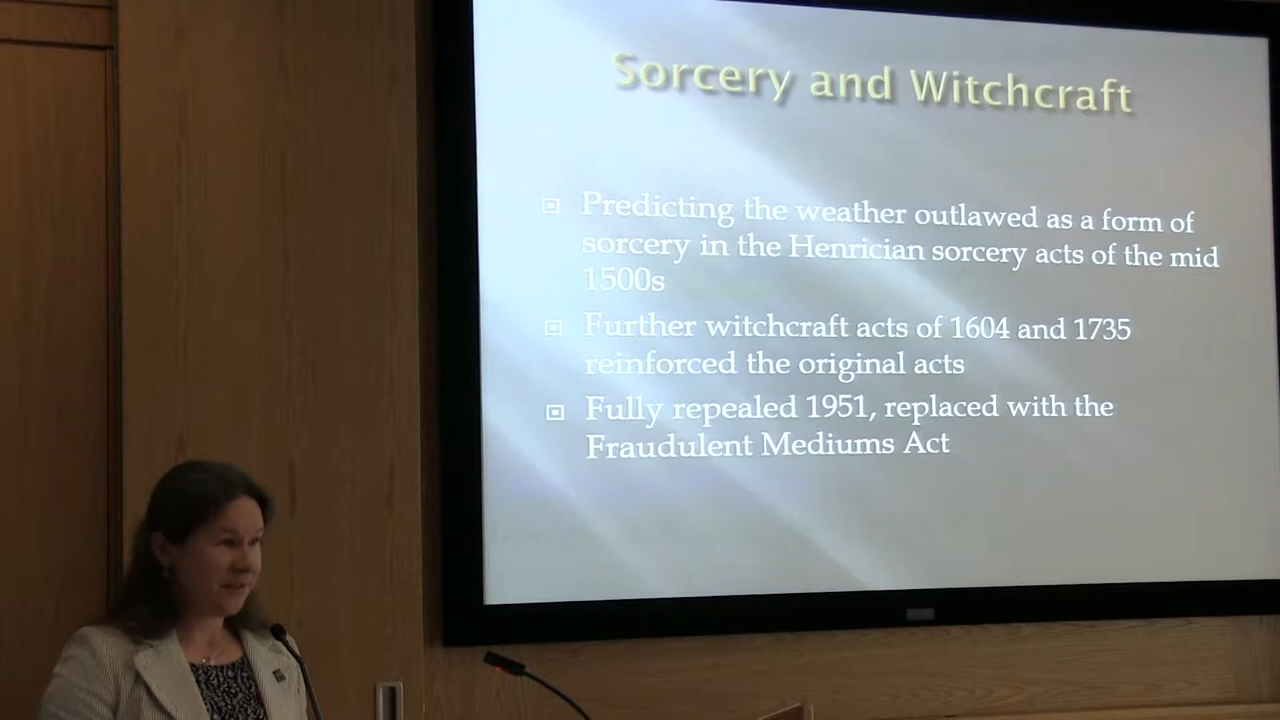 Sorcery and Witchcraft
Predicting the weather outlawed as a form of
sorcery in the Henrician sorcery acts of the mid
1500s
Further witchcraft acts of 1604 and 1735
reinforced the original acts
Fully repealed 1951, replaced with the
Fraudulent Mediums Act